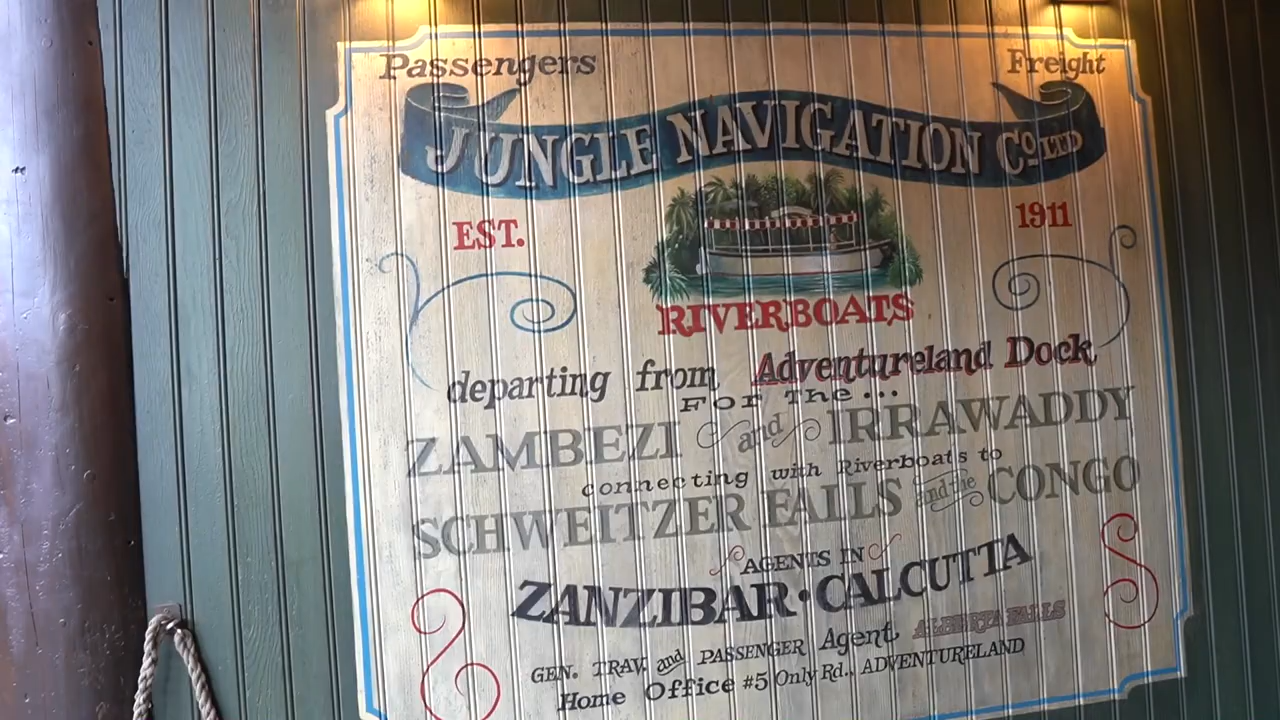 Passengers Freight
JUNGLE NAVIGATION Co. LTD
EST. 1911
RIVERBOATS
departing from Adventureland Dock
For The...
ZAMBEZI and IRRAWADDY
connecting with Riverboats to
SCHWEITZER FALLS and the CONGO
AGENTS IN
ZANZIBAR • CALCUTTA
GEN. TRAV. and PASSENGER Agent ALBERTA FALLS
Home Office #5 Only Rd., ADVENTURELAND